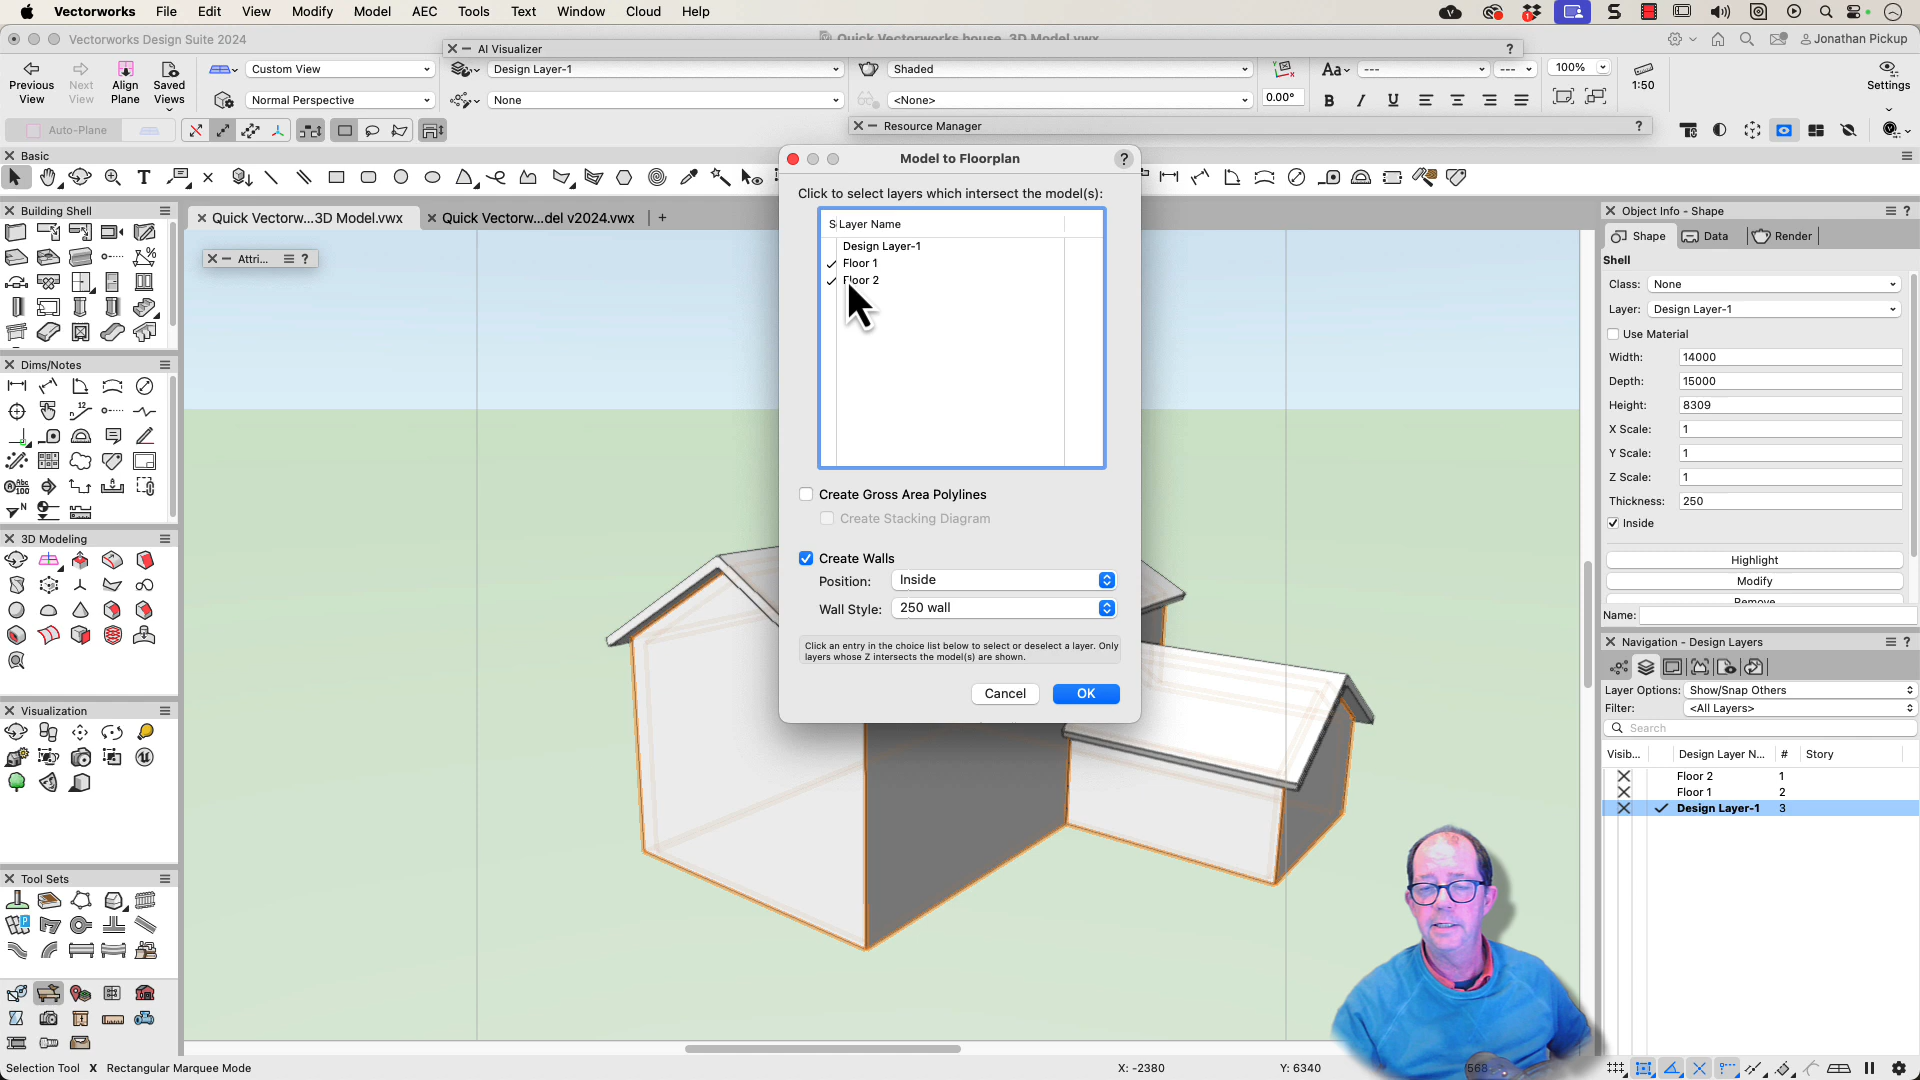 Vectorworks File Edit View Modify Model AEC Tools Text Window Cloud Help
Vectorworks Design Suite 2024
Quick Vectorworks house, 3D Model.vwx
Jonathan Pickup
AI Visualizer ?
Previous View
Next View
Align Plane
Saved Views
Custom View
Normal Perspective
Design Layer-1
None
Shaded
<None>
0.00°
Aa
---
---
100%
B I U
1:50
Settings
Auto-Plane
Resource Manager ?
Basic
Building Shell
Quick Vectorw...3D Model.vwx
Quick Vectorw...del v2024.vwx
+
Attri... ?
Dims/Notes
3D Modeling
Visualization
Tool Sets
Model to Floorplan ?
Click to select layers which intersect the model(s):
S Layer Name
Design Layer-1
Floor 1
Floor 2
Create Gross Area Polylines
Create Stacking Diagram
Create Walls
Position: Inside
Wall Style: 250 wall
Click an entry in the choice list below to select or deselect a layer. Only
layers whose Z intersects the model(s) are shown.
Cancel OK
Object Info - Shape ?
Shape Data Render
Shell
Class: None
Layer: Design Layer-1
Use Material
Width: 14000
Depth: 15000
Height: 8309
X Scale: 1
Y Scale: 1
Z Scale: 1
Thickness: 250
Inside
Highlight
Modify
Remove
Name:
Navigation - Design Layers ?
Layer Options: Show/Snap Others
Filter: <All Layers>
Search
Visib... Design Layer N... # Story
Floor 2 1
Floor 1 2
Design Layer-1 3
Selection Tool X Rectangular Marquee Mode
X: -2380 Y: 6340